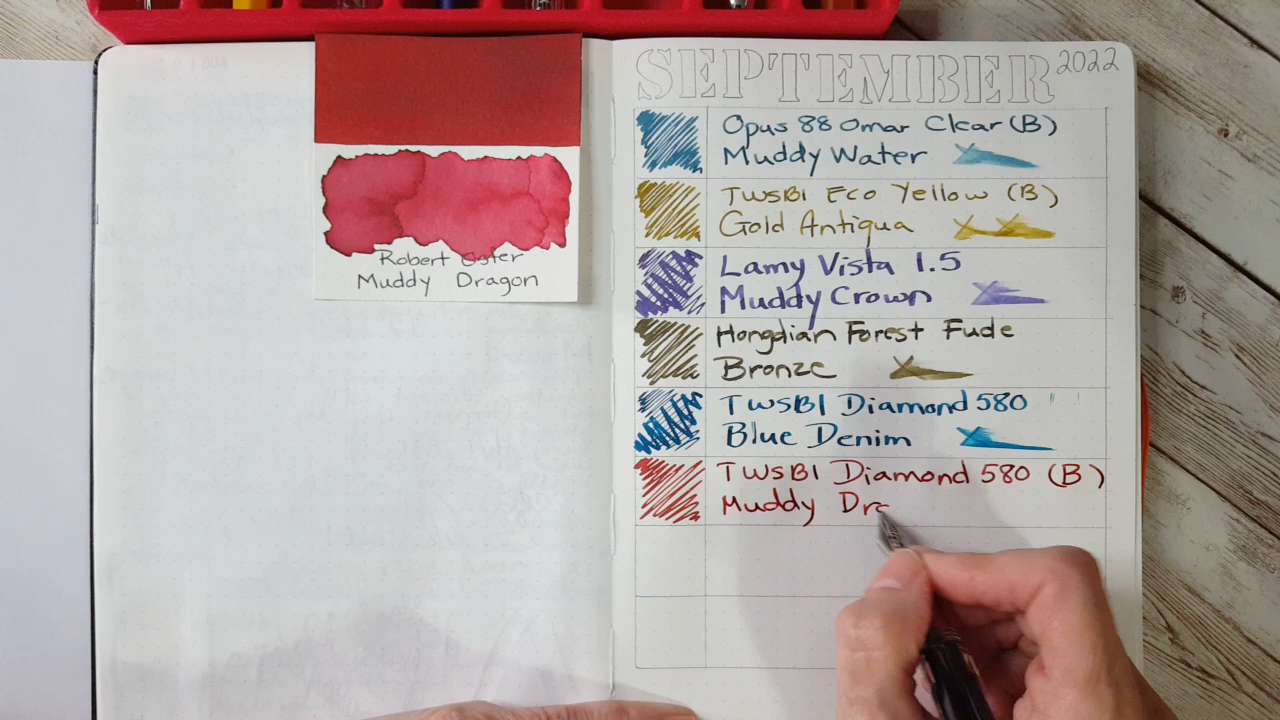 Robert Oster
Muddy Dragon
SEPTEMBER 2022
Opus 88 Omar Clear (B)
Muddy Water
TWSBI Eco Yellow (B)
Gold Antiqua
Lamy Vista 1.5
Muddy Crown
Hongdian Forest Fude
Bronze
TWSBI Diamond 580
Blue Denim
TWSBI Diamond 580 (B)
Muddy Dra